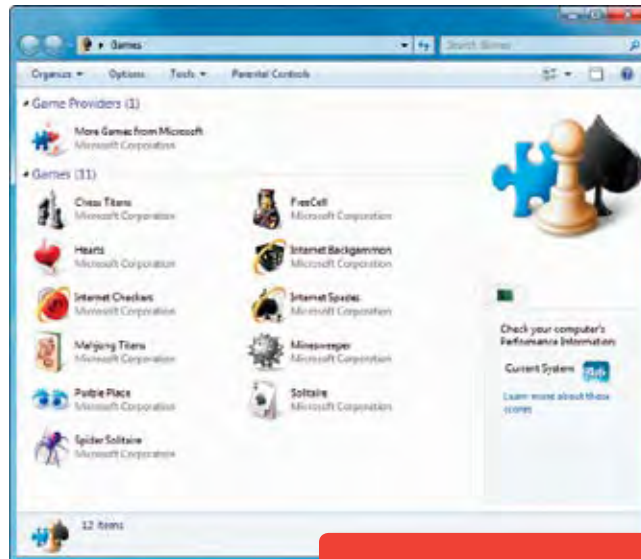 Games
Search Games
Organize
Options
Tools
Parental Controls
Game Providers (1)
More Games from Microsoft
Microsoft Corporation
Games (11)
Chess Titans
Microsoft Corporation
FreeCell
Microsoft Corporation
Hearts
Microsoft Corporation
Internet Backgammon
Microsoft Corporation
Internet Checkers
Microsoft Corporation
Internet Spades
Microsoft Corporation
Mahjong Titans
Microsoft Corporation
Minesweeper
Microsoft Corporation
Purble Place
Microsoft Corporation
Solitaire
Microsoft Corporation
Spider Solitaire
Microsoft Corporation
Check your computer's
Performance Information:
Current System
Learn more about these
scores
12 items